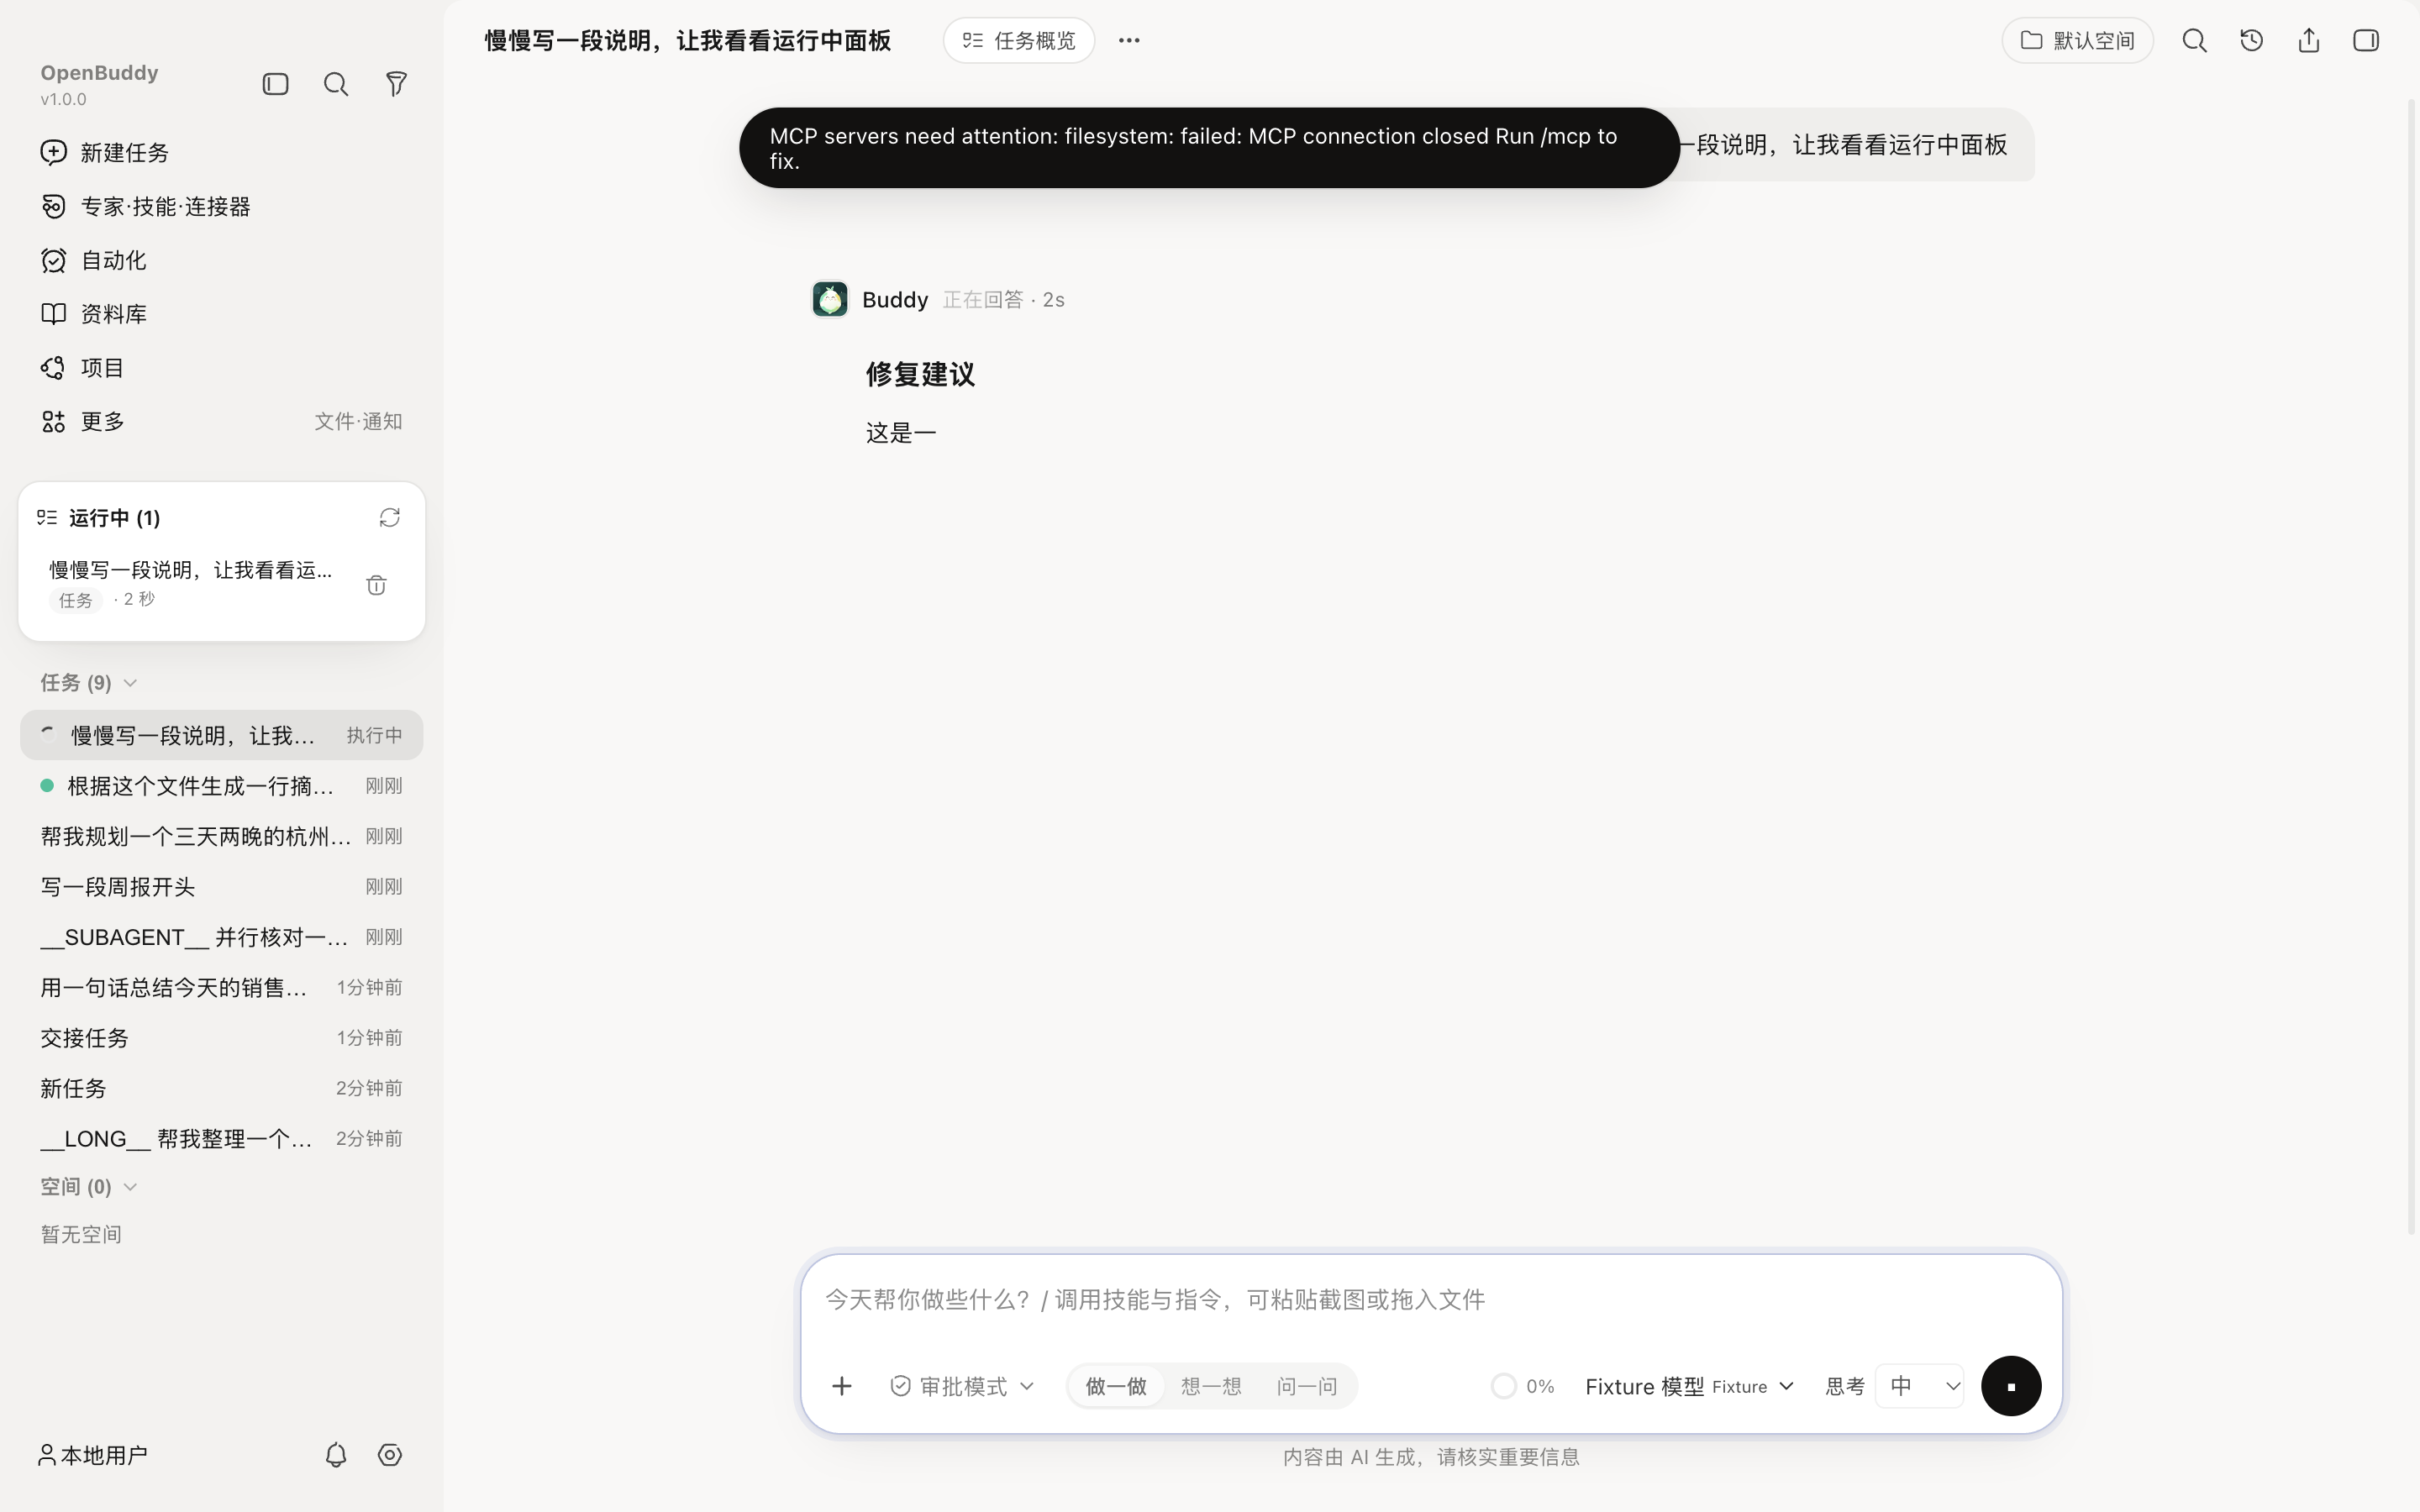 OpenBuddy
v1.0.0
新建任务
专家·技能·连接器
自动化
资料库
项目
更多 文件·通知
运行中 (1)
慢慢写一段说明，让我看看运...
任务 · 2 秒
任务 (9)
慢慢写一段说明，让我... 执行中
根据这个文件生成一行摘... 刚刚
帮我规划一个三天两晚的杭州... 刚刚
写一段周报开头 刚刚
__SUBAGENT__ 并行核对一... 刚刚
用一句话总结今天的销售... 1分钟前
交接任务 1分钟前
新任务 2分钟前
__LONG__ 帮我整理一个... 2分钟前
空间 (0)
暂无空间
本地用户
慢慢写一段说明，让我看看运行中面板 任务概览 默认空间
MCP servers need attention: filesystem: failed: MCP connection closed Run /mcp to
fix.
一段说明，让我看看运行中面板
Buddy 正在回答 · 2s
修复建议
这是一
今天帮你做些什么？/ 调用技能与指令，可粘贴截图或拖入文件
审批模式 做一做 想一想 问一问 0% Fixture 模型 Fixture 思考 中
内容由 AI 生成，请核实重要信息